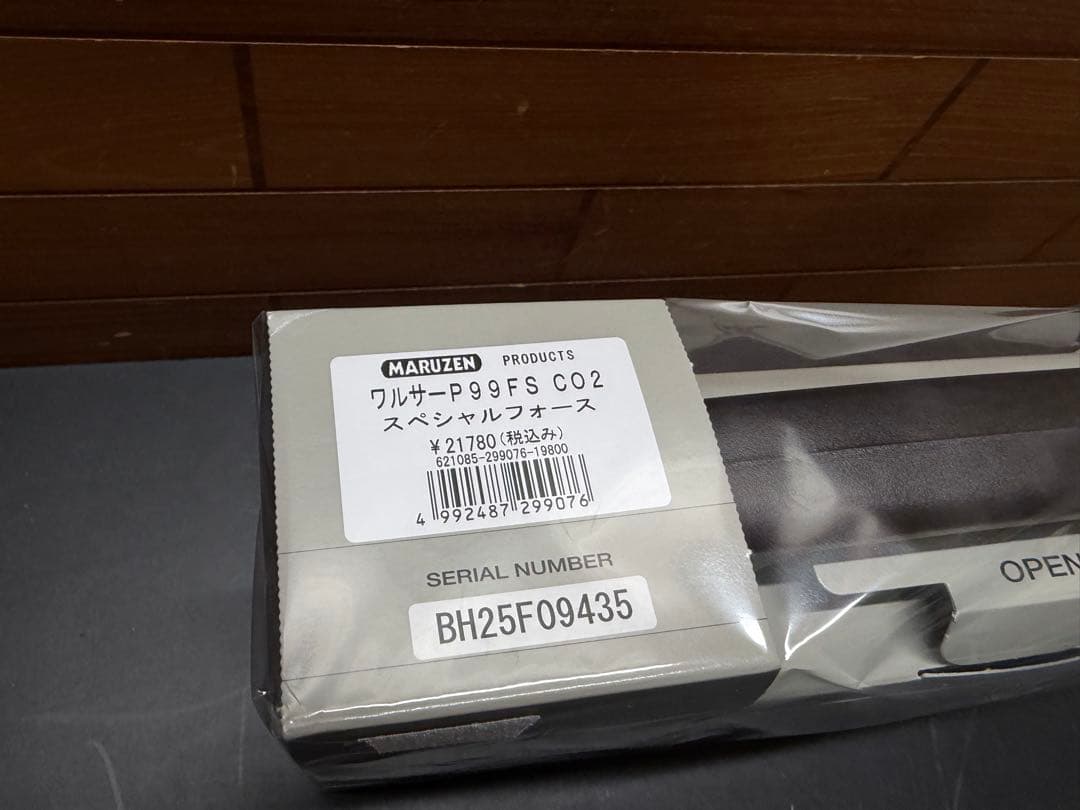 MARUZEN PRODUCTS
ワルサーP99FS CO2
スペシャルフォース
¥21780(税込み)
621085-299076-19800
4 992487 299076
SERIAL NUMBER
BH25F09435
OPEN